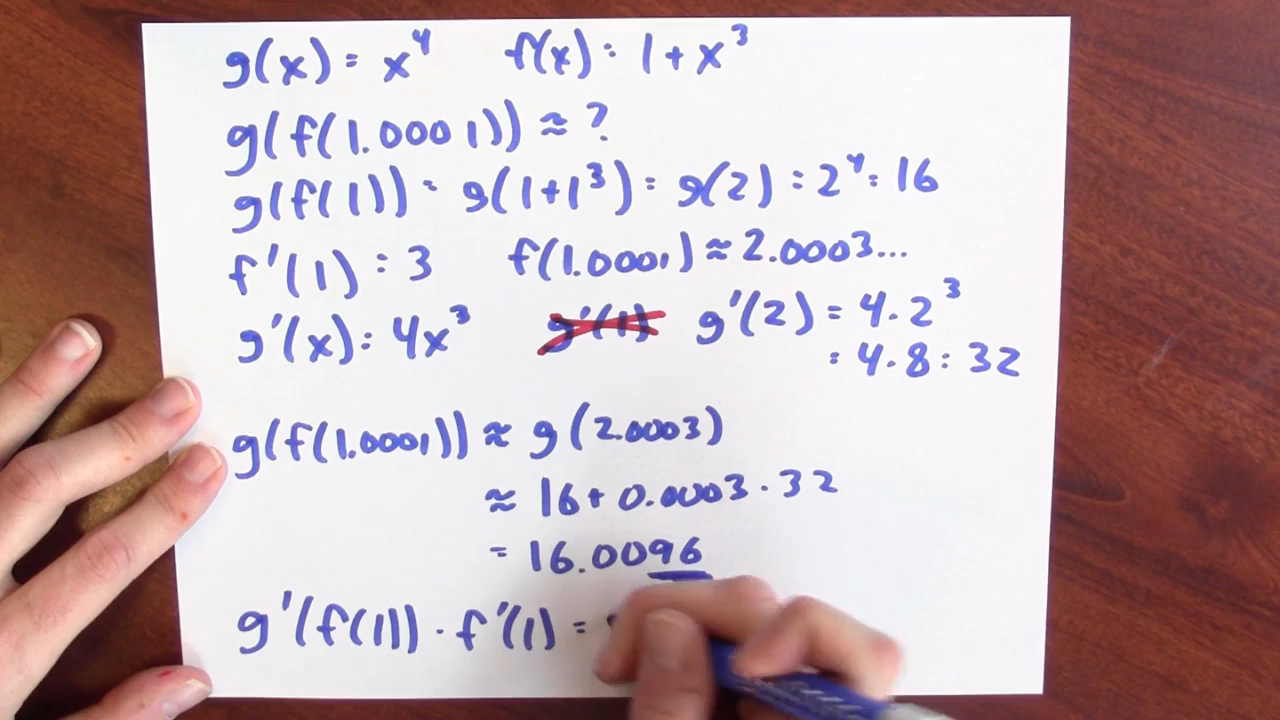 g(x) = x⁴ f(x) = 1 + x³
g(f(1.0001)) ≈ ?
g(f(1)) = g(1+1³) = g(2) = 2⁴ = 16
f'(1) = 3 f(1.0001) ≈ 2.0003...
g'(x) = 4x³ g'(1) g'(2) = 4·2³
= 4·8 = 32
g(f(1.0001)) ≈ g(2.0003)
≈ 16 + 0.0003 · 32
= 16.0096
g'(f(1)) · f'(1) =